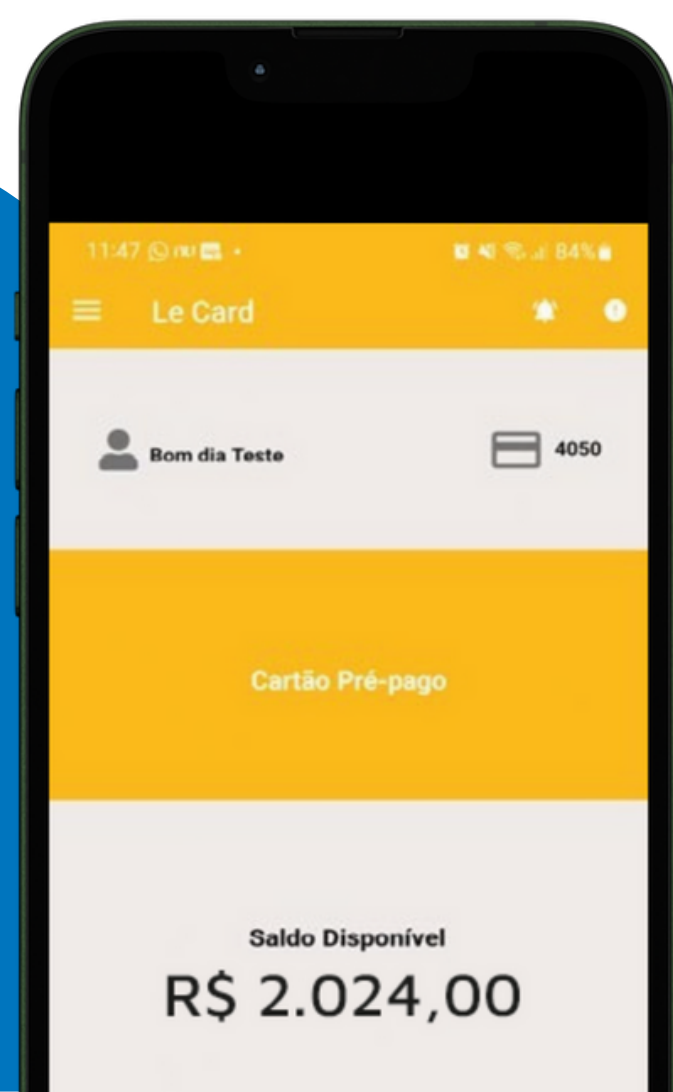 11:47 84%
Le Card
Bom dia Teste
4050
Cartão Pré-pago
Saldo Disponível
R$ 2.024,00